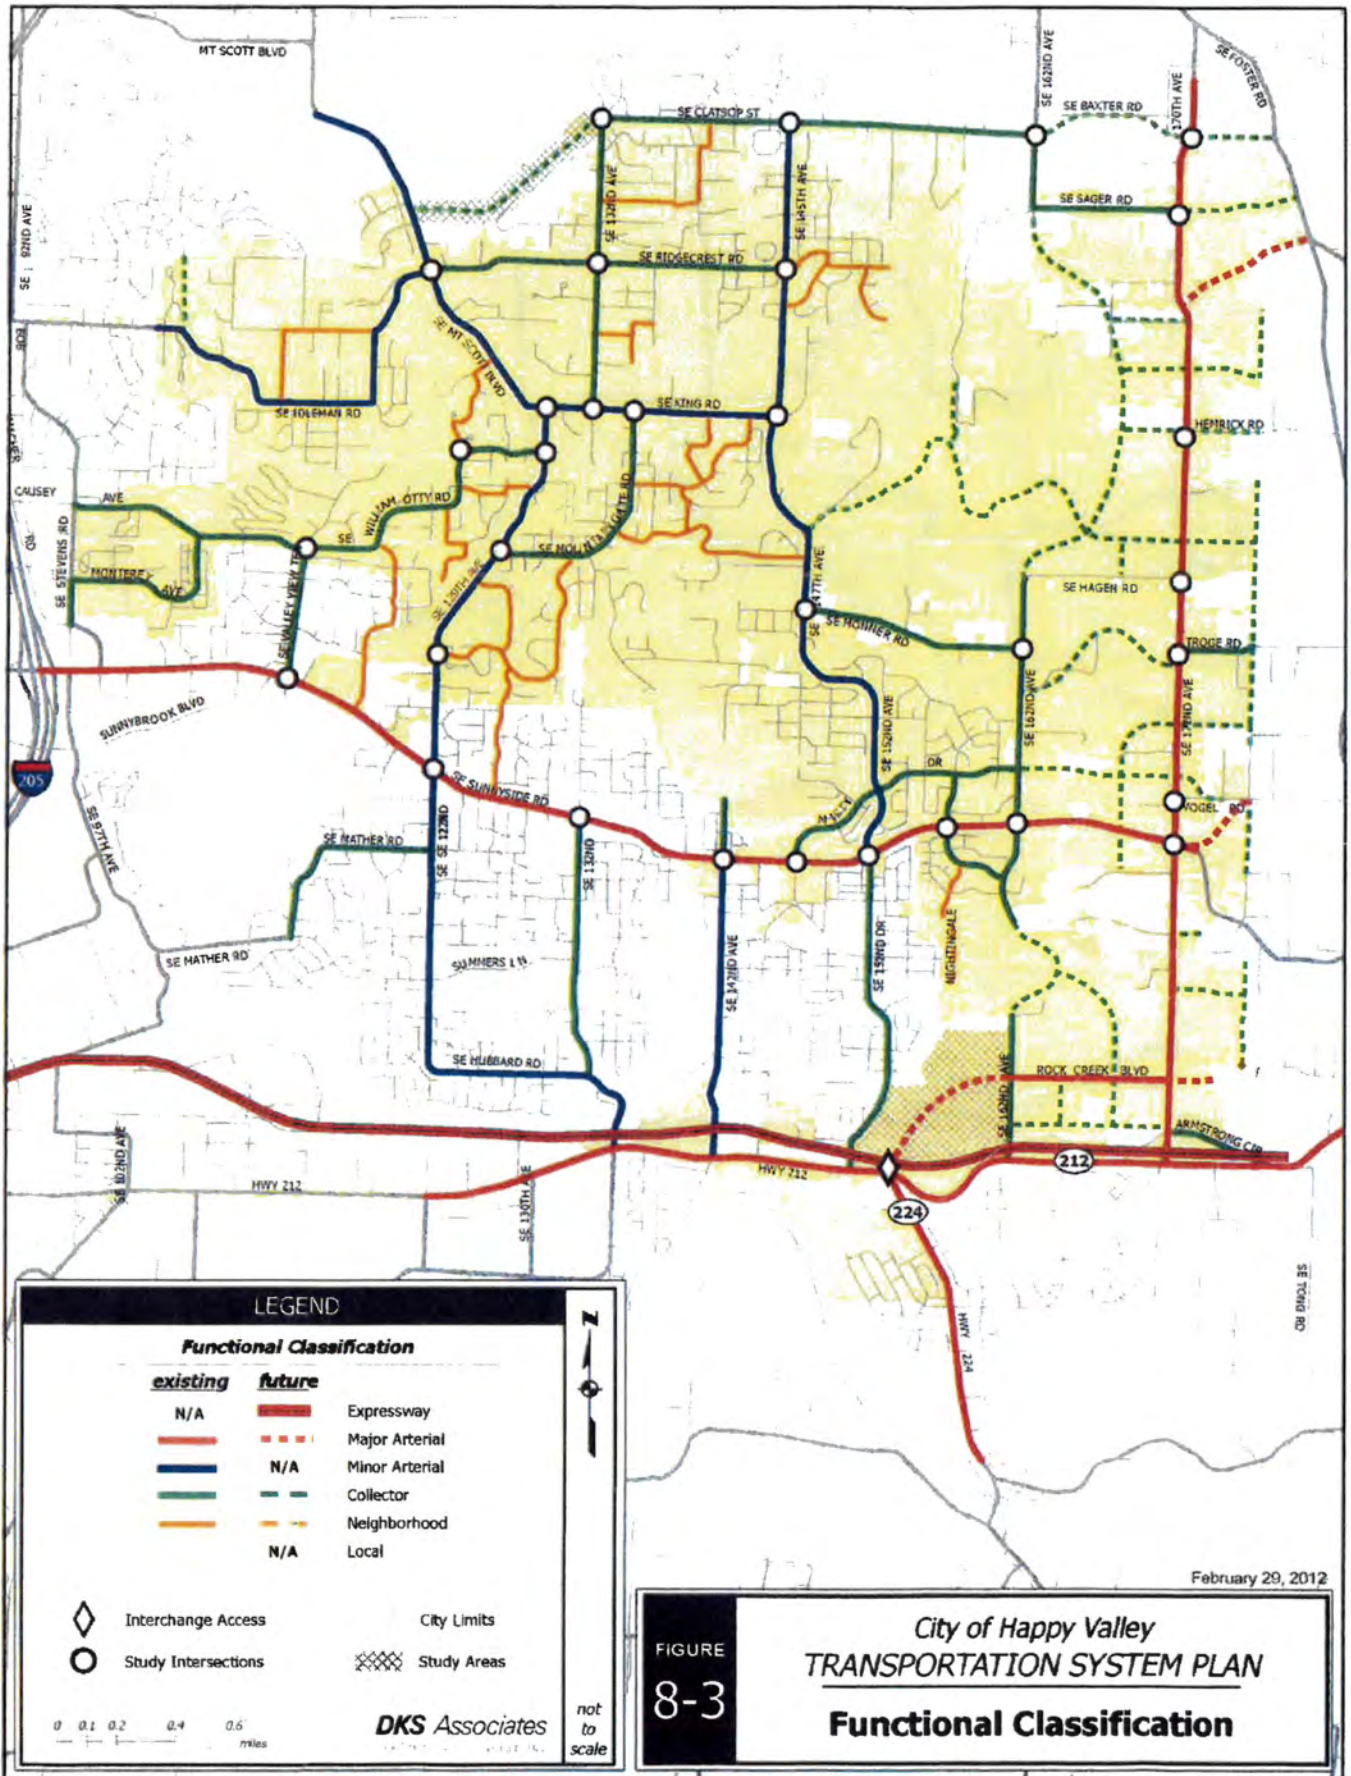 MT SCOTT BLVD
SE 162ND AVE
170TH AVE
SE FOSTER RD
SE CLATSOP ST
SE BAXTER RD
SE 132ND AVE
SE 145TH AVE
SE SAGER RD
SE 92ND AVE
SE RIDGECREST RD
SE MT SCOTT BLVD
SE IDLEMAN RD
SE KING RD
HEMRICK RD
CAUSEY
AVE
SE
WILLIAM OTTY RD
SE STEVENS RD
MONTEREY
AVE
SE VALLEY VIEW
SE 147TH AVE
SE HAGEN RD
SE MONNER RD
TROGE RD
SUNNYBROOK BLVD
SE 152ND AVE
SE 162ND AVE
SE 172ND AVE
205
SE SUNNYSIDE RD
DR
VOGEL RD
SE 97TH AVE
SE MATHER RD
SE 122ND
SE 132ND
SE 142ND AVE
SE 152ND DR
NIGHTINGALE
SE MATHER RD
SUMMERS LN
SE HUBBARD RD
SE 162ND AVE
ROCK CREEK BLVD
ARMSTRONG CIR
SE 102ND AVE
HWY 212
SE 130TH AVE
HWY 212
212
224
HWY 224
SE TONG RD
LEGEND
Functional Classification
existing future
N/A Expressway
Major Arterial
N/A Minor Arterial
Collector
Neighborhood
N/A Local
Interchange Access
City Limits
Study Intersections
Study Areas
0 0.1 0.2 0.4 0.6
miles
DKS Associates
not
to
scale
February 29, 2012
FIGURE
8-3
City of Happy Valley
TRANSPORTATION SYSTEM PLAN
Functional Classification